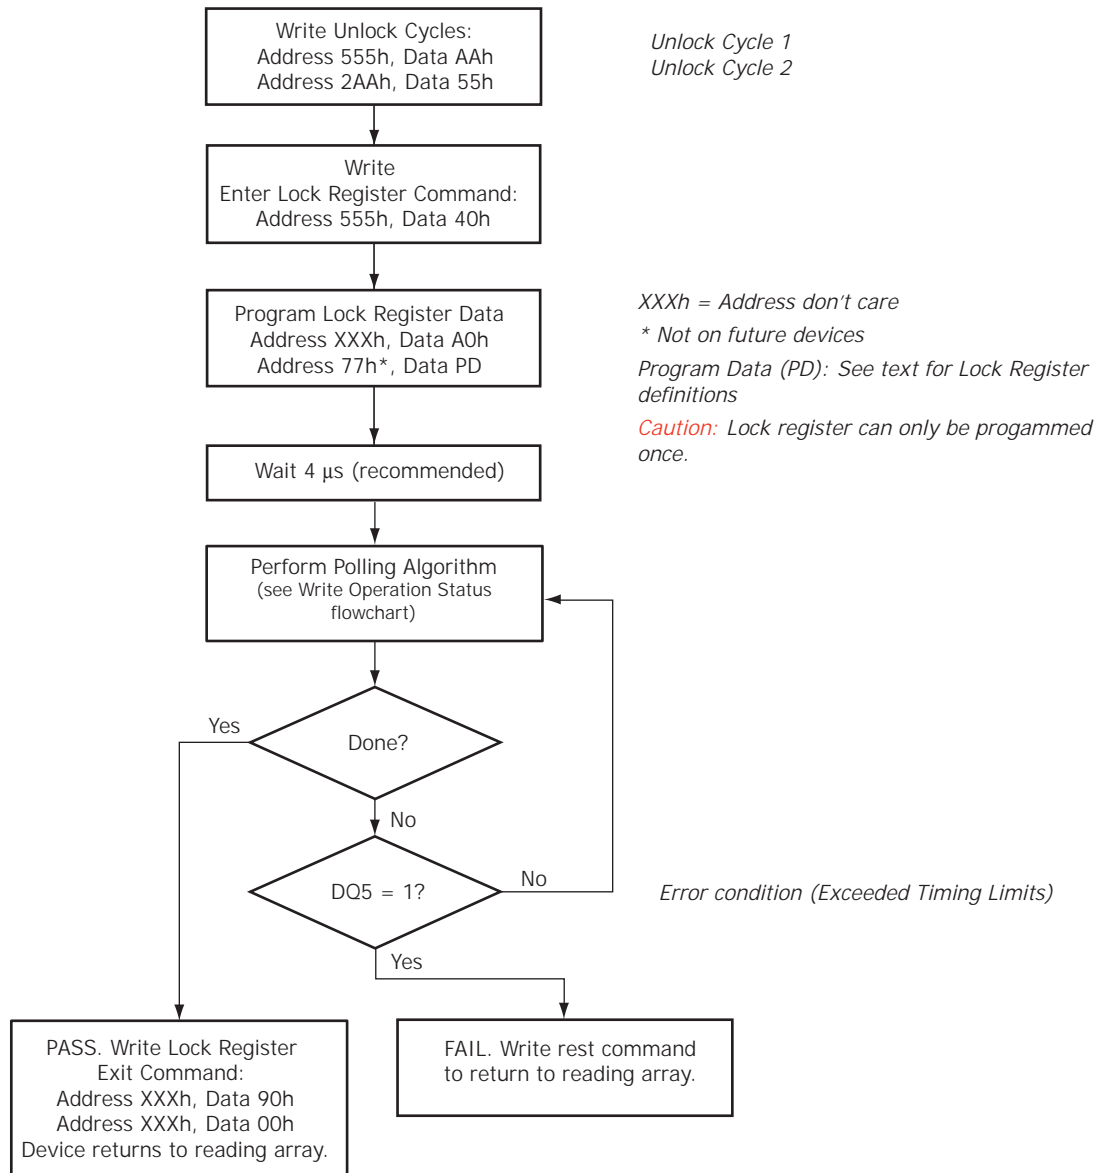 Write Unlock Cycles:
Address 555h, Data AAh
Address 2AAh, Data 55h
Unlock Cycle 1
Unlock Cycle 2
Write
Enter Lock Register Command:
Address 555h, Data 40h
Program Lock Register Data
Address XXXh, Data A0h
Address 77h*, Data PD
XXXh = Address don't care
* Not on future devices
Program Data (PD): See text for Lock Register
definitions
Caution: Lock register can only be progammed
once.
Wait 4 μs (recommended)
Perform Polling Algorithm
(see Write Operation Status
flowchart)
Yes
Done?
No
DQ5 = 1?
No
Error condition (Exceeded Timing Limits)
Yes
PASS. Write Lock Register
Exit Command:
Address XXXh, Data 90h
Address XXXh, Data 00h
Device returns to reading array.
FAIL. Write rest command
to return to reading array.